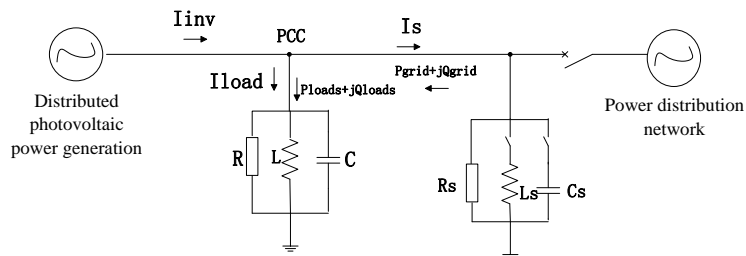 Iinv
PCC
Is
Pgrid+jQgrid
Iload
Ploads+jQloads
Distributed
photovoltaic
power generation
Power distribution
network
R
L
C
Rs
Ls
Cs